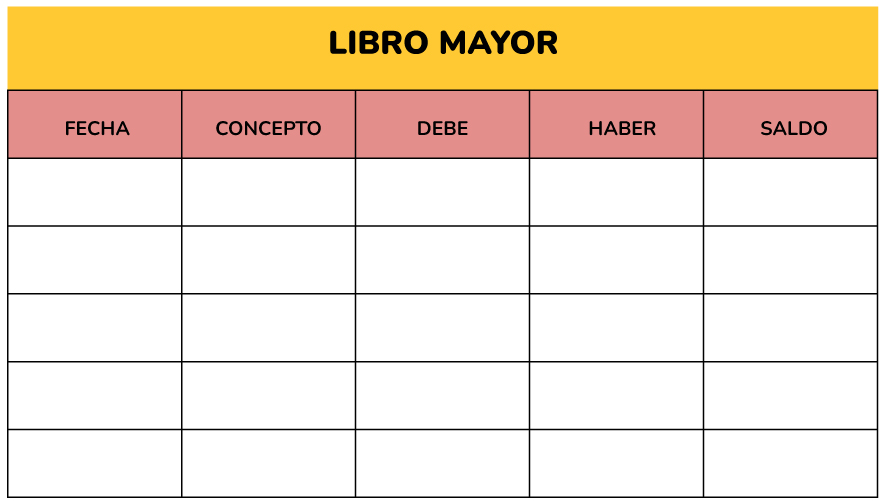 LIBRO MAYOR
FECHA CONCEPTO DEBE HABER SALDO